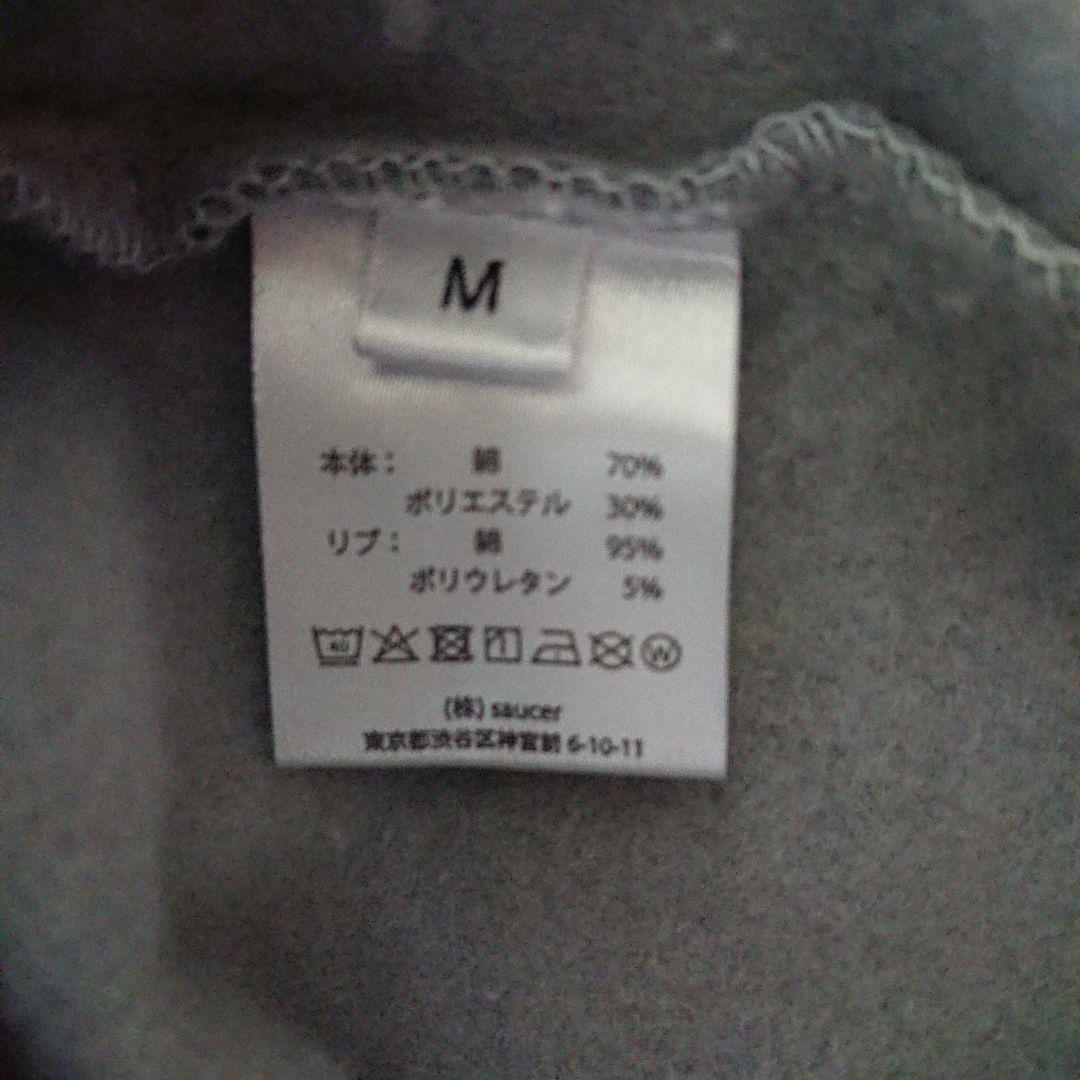 M
本体： 綿 70%
ポリエステル 30%
リブ： 綿 95%
ポリウレタン 5%
40 W
(株) saucer
東京都渋谷区神宮前 6-10-11